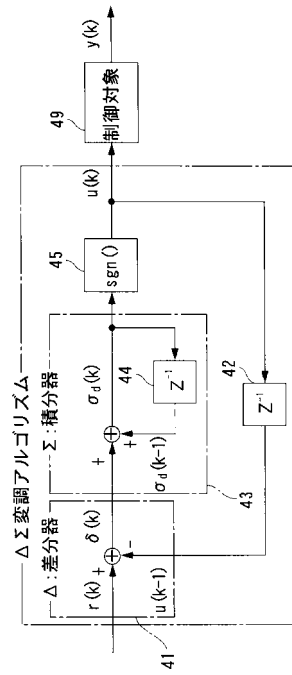 ΔΣ変調アルゴリズム
Δ:差分器
Σ:積分器
r(k)
+
δ(k)
-
u(k-1)
+
σd(k)
+
σd(k-1)
44
Z⁻¹
45
sgn()
u(k)
49
制御対象
y(k)
41
43
42
Z⁻¹